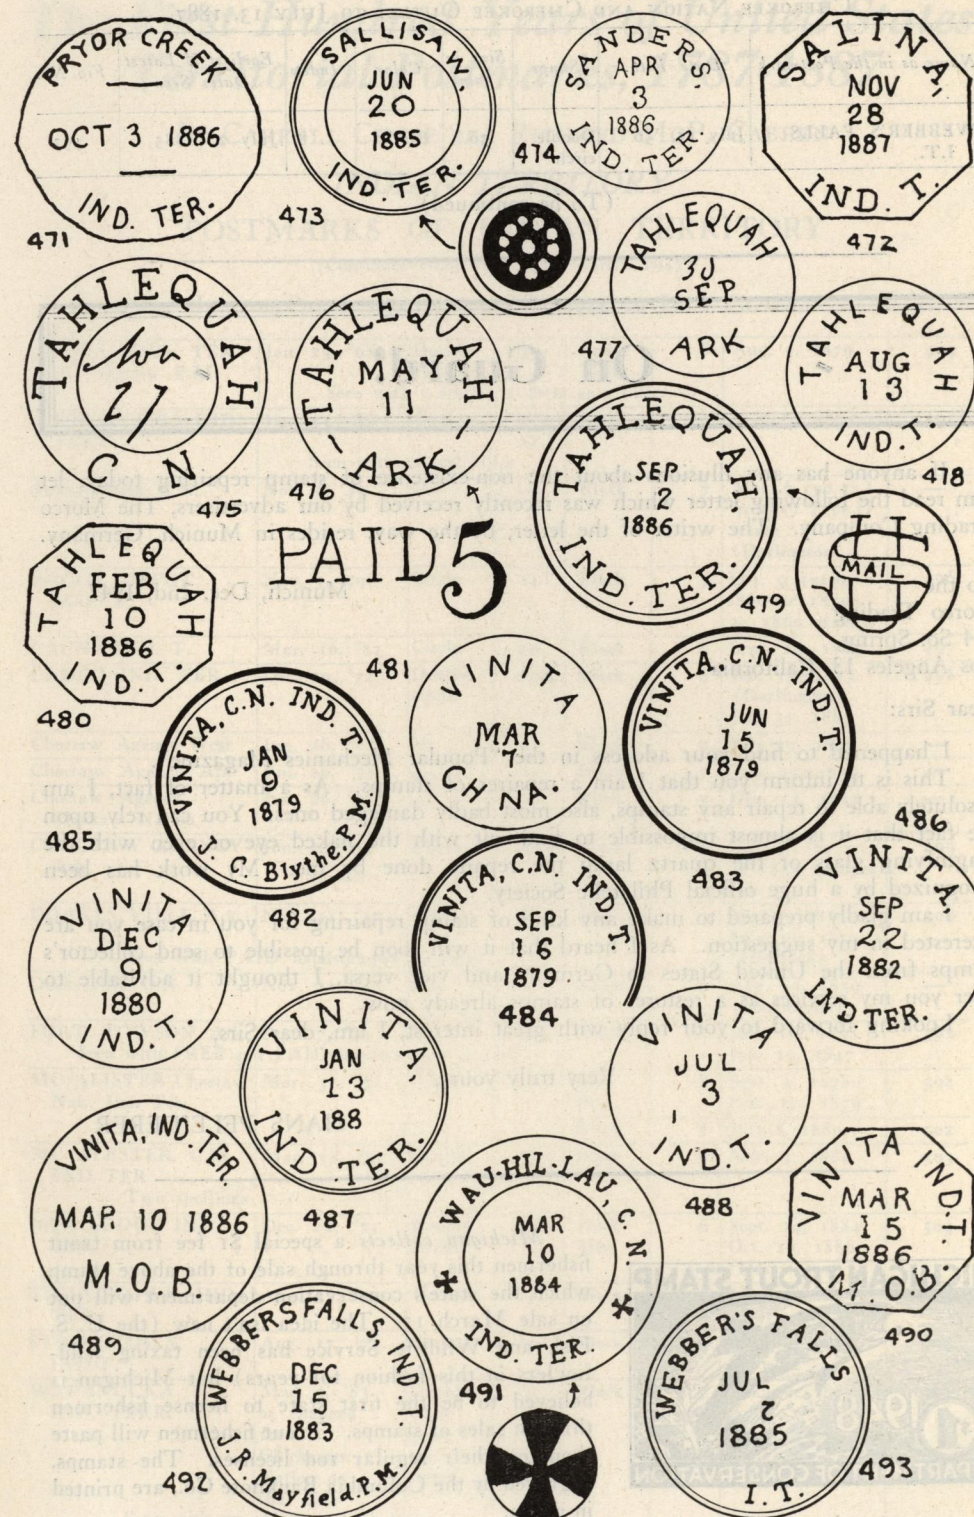 PRYOR CREEK
OCT 3 1886
IND. TER.
471
SALLISAW.
JUN
20
1885
IND. TER.
473
SANDERS.
APR
3
1886
IND. TER.
474
SALINA,
NOV
28
1887
IND. T.
472
TAHLEQUAH
SEP
ARK
477
TAHLEQUAH
Nov
27
C N
475
TAHLEQUAH
MAY
11
-ARK-
476
TAHLEQUAH
AUG
13
IND. T.
478
TAHLEQUAH.
SEP
2
1886
IND. TER.
479
PAID 5
US
MAIL
TAHLEQUAH
FEB
10
1886
IND. T.
480
481
VINITA
MAR
7
CH NA.
VINITA, C.N. IND. T.
JAN
9
1879
J. C. Blythe, P.M.
482
VINITA, C.N. IND. T.
JUN
15
1879
483
485
VINITA
DEC
9
1880
IND. T
VINITA, C.N. IND T
SEP
16
1879
484
486
VINITA.
SEP
22
1882
IND TER.
VINITA,
JAN
13
188
IND. TER.
487
VINITA
JUL
3
IND. T.
488
VINITA, IND. TER.
MAR. 10 1886
M. O. B.
489
WAU-HIL-LAU, C. N.
MAR
10
1884
IND. TER.
491
VINITA IND. T.
MAR
15
1886
M. O. B.
490
WEBBERS FALLS, IND. T.
DEC
15
1883
J. R. Mayfield. P.M.
492
WEBBER'S FALLS
JUL
2
1885
I. T.
493